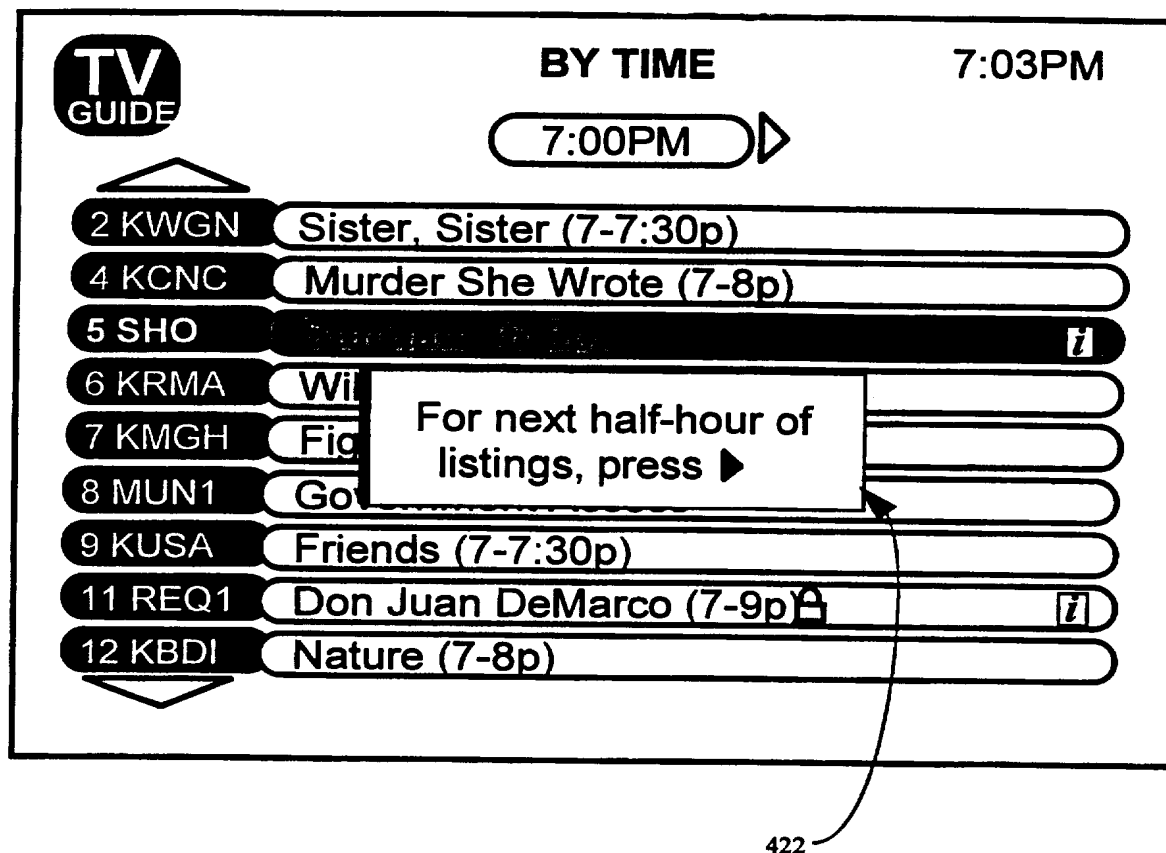 TV
GUIDE
BY TIME
7:03PM
7:00PM
2 KWGN Sister, Sister (7-7:30p)
4 KCNC Murder She Wrote (7-8p)
5 SHO i
6 KRMA Wil
7 KMGH Fig
8 MUN1
For next half-hour of
listings, press ▶
9 KUSA Friends (7-7:30p)
11 REQ1 Don Juan DeMarco (7-9p) i
12 KBDI Nature (7-8p)
422